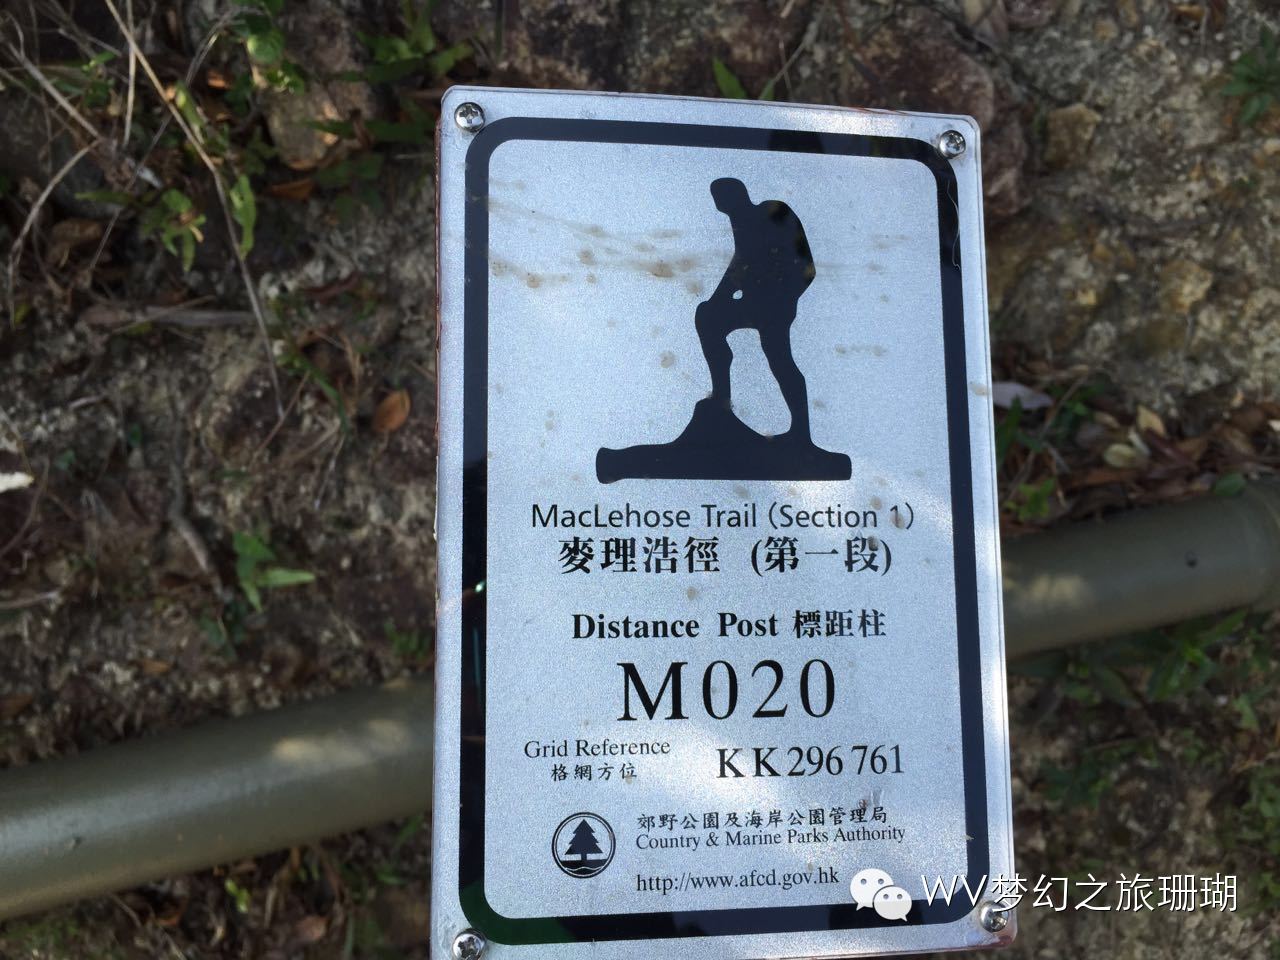 MacLehose Trail (Section 1)
麥理浩徑 (第一段)
Distance Post 標距柱
M020
Grid Reference
格網方位
KK296 761
郊野公園及海岸公園管理局
Country & Marine Parks Authority
http://www.afcd.gov.hk
WV梦幻之旅珊瑚